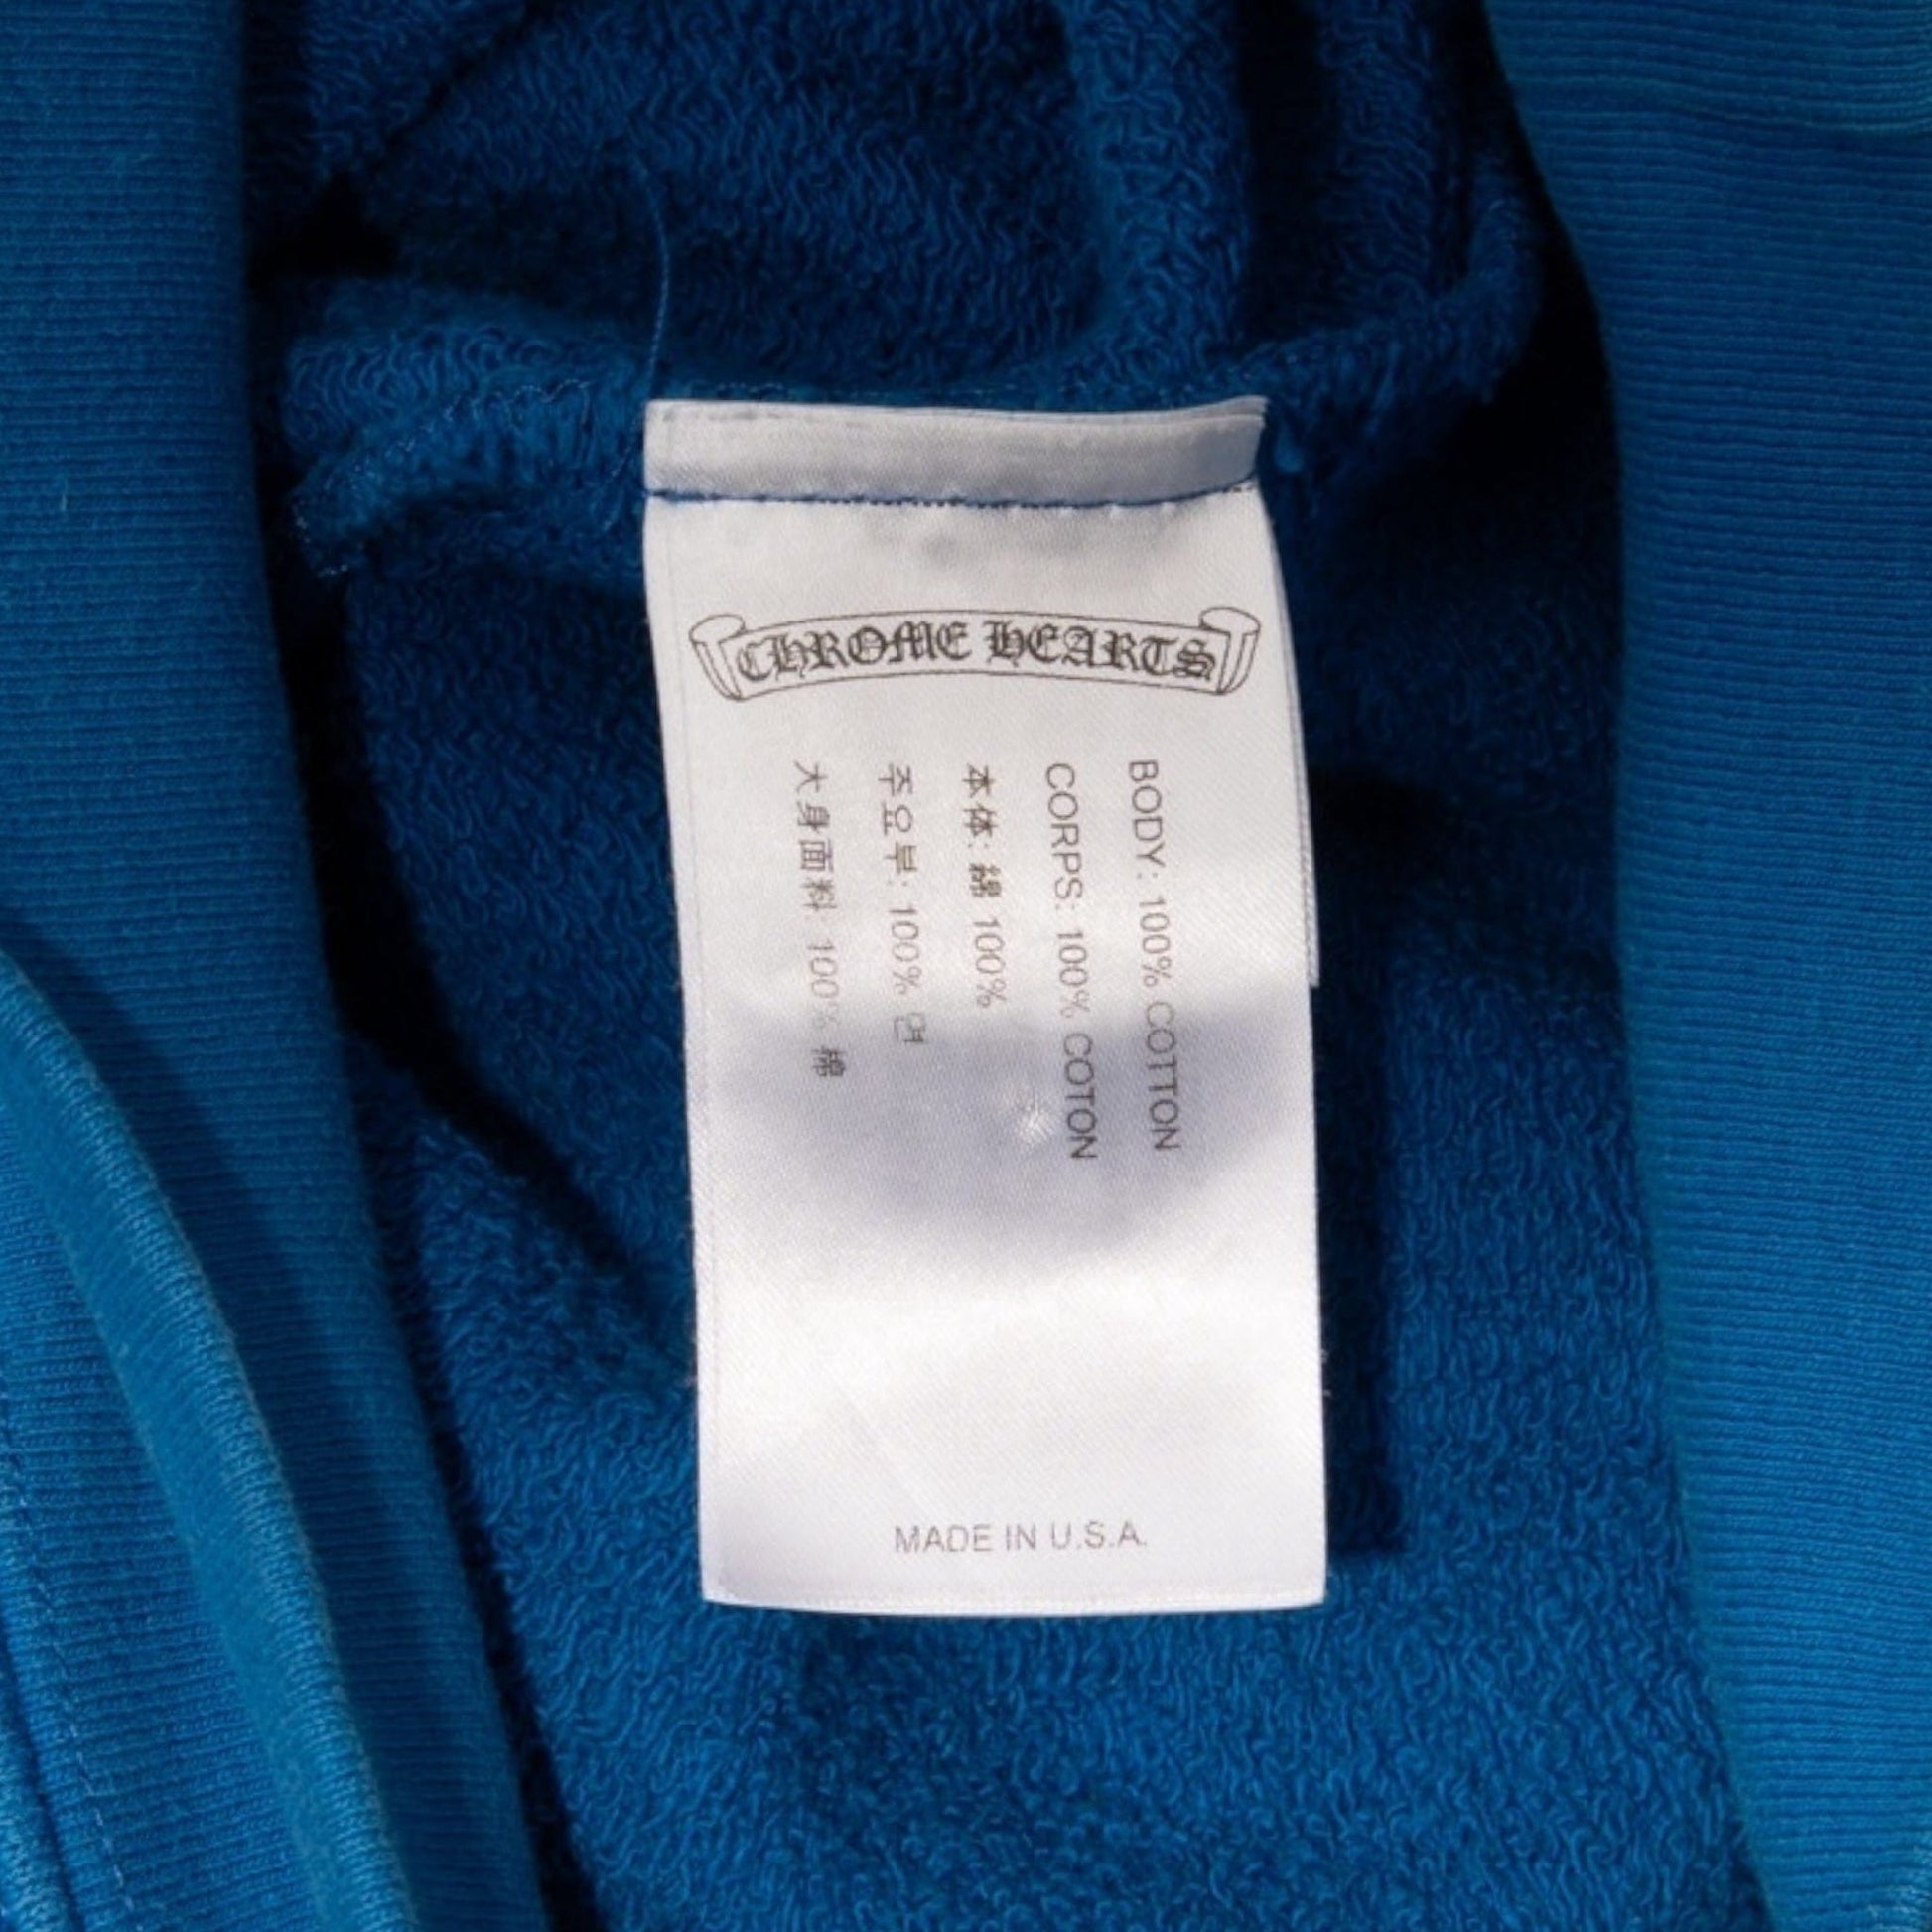 CHROME HEARTS
BODY: 100% COTTON
CORPS: 100% COTON
本体: 綿 100%
주요부: 100% 면
大身面料 100% 棉
MADE IN U.S.A.